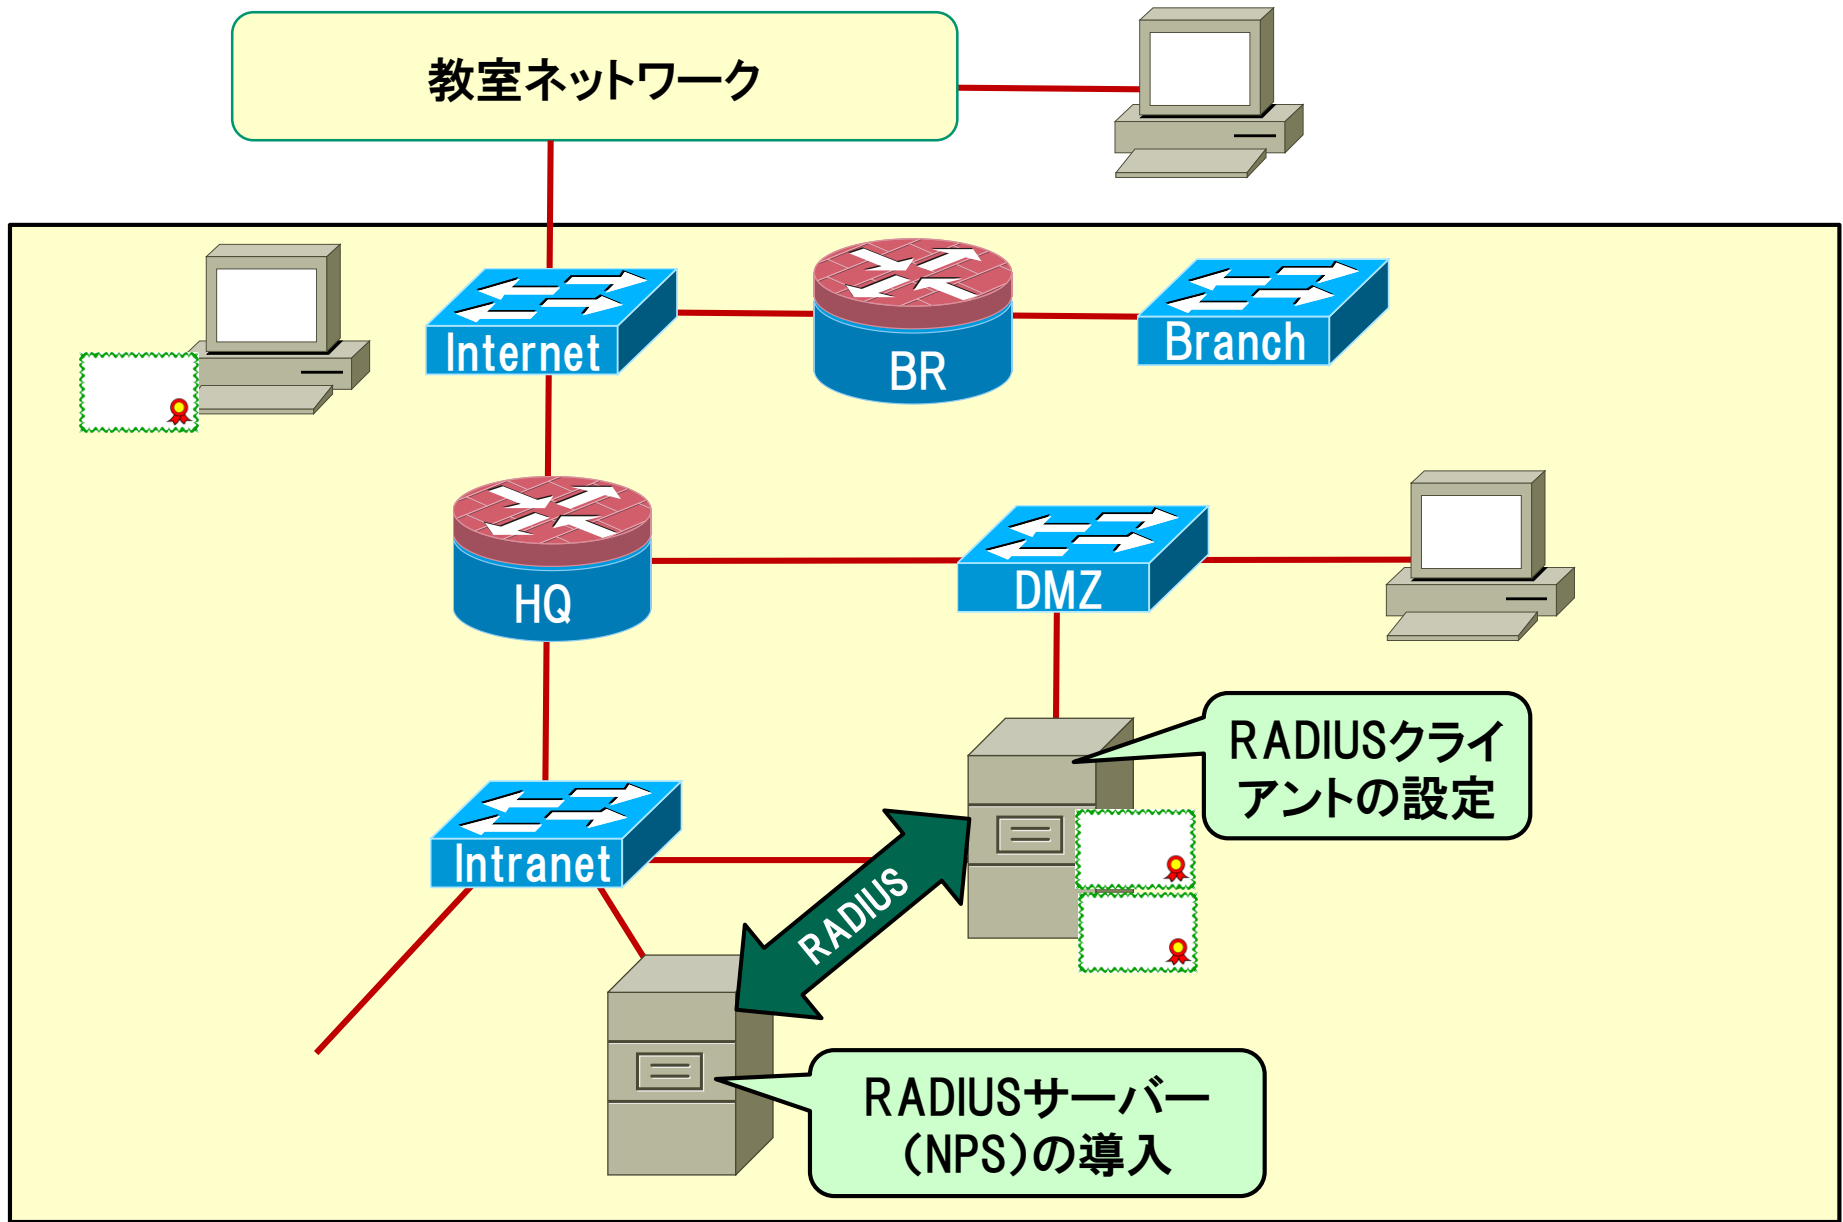 教室ネットワーク
Internet
BR
Branch
HQ
DMZ
RADIUSクライ
アントの設定
Intranet
RADIUS
RADIUSサーバー
(NPS)の導入